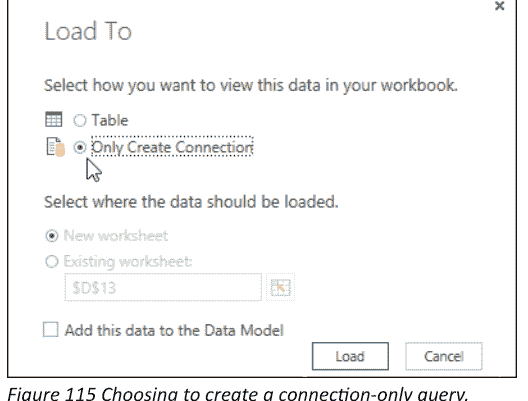 Load To
Select how you want to view this data in your workbook.
Table
Only Create Connection
Select where the data should be loaded.
New worksheet
Existing worksheet:
$D$13
Add this data to the Data Model
Load Cancel
Figure 115 Choosing to create a connection-only query.